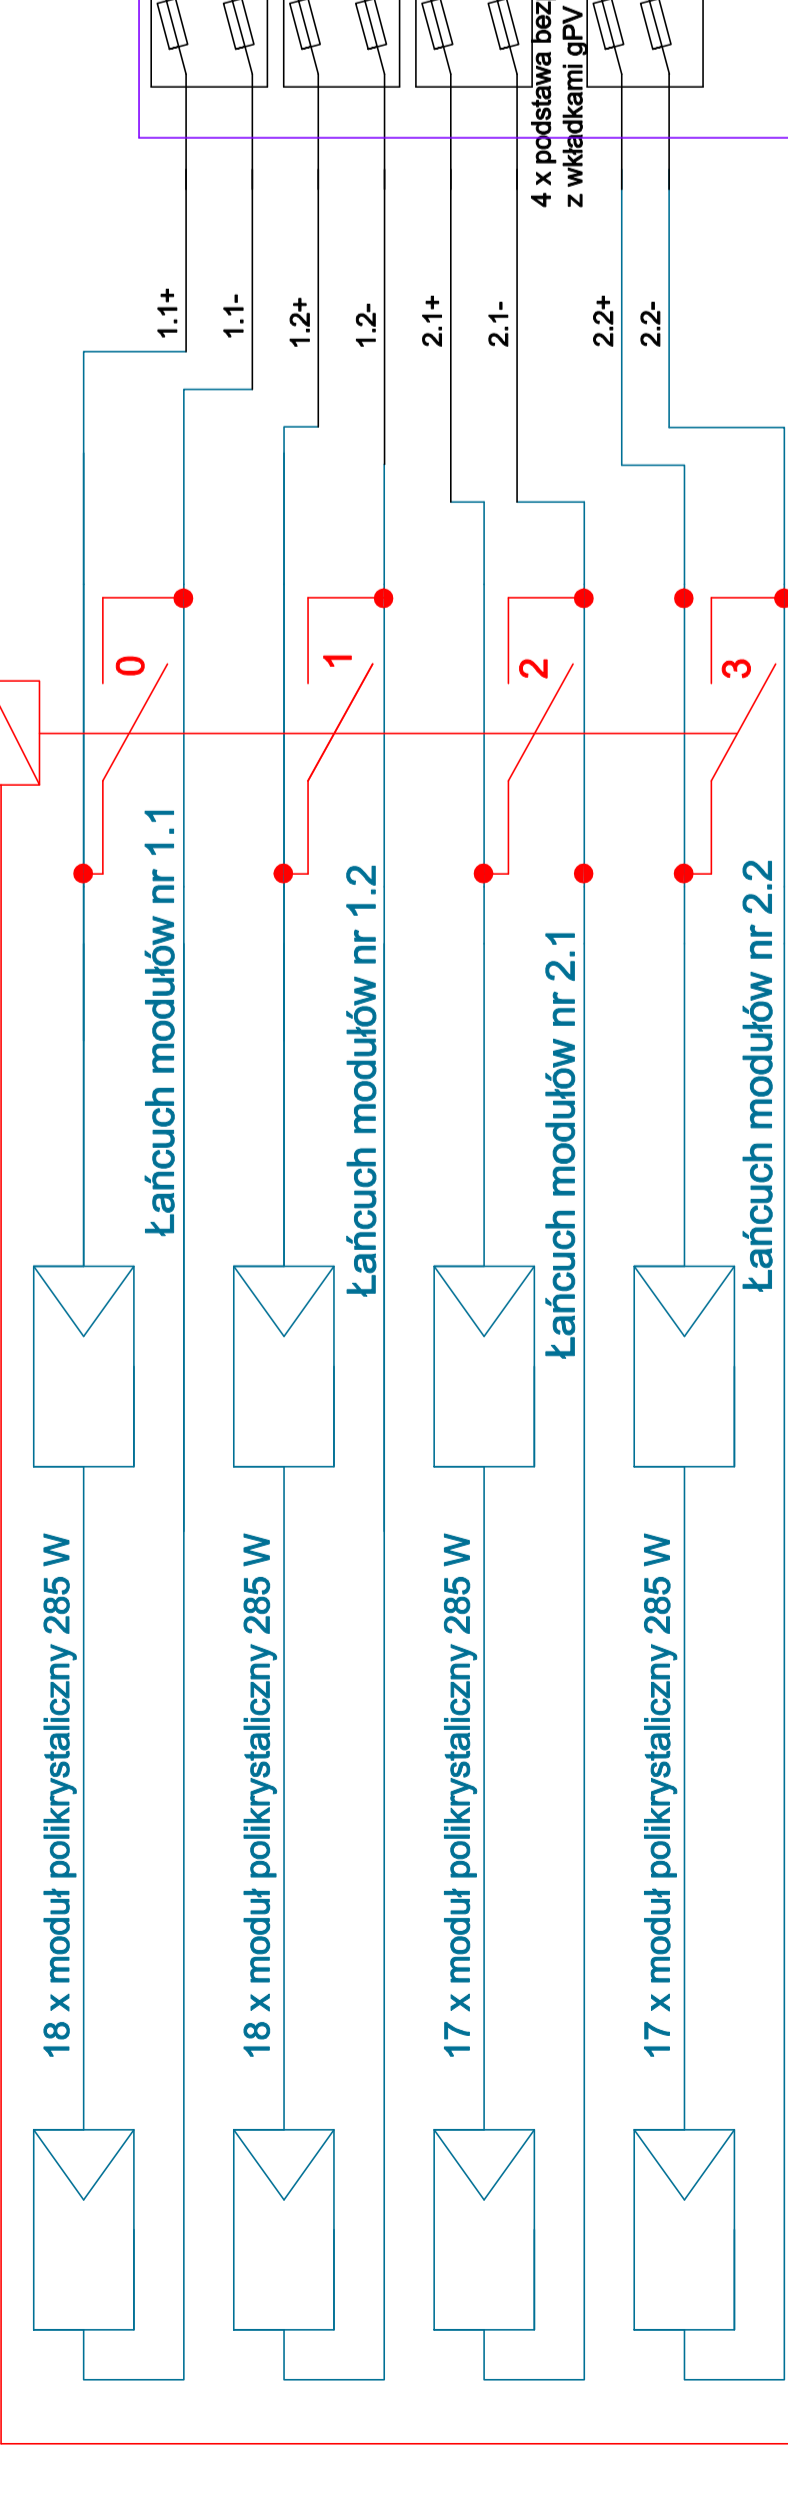 4 x podstawa bez
z wkładkami gPV
1.1+
1.1-
1.2+
1.2-
2.1+
2.1-
2.2+
2.2-
0
1
2
3
Łańcuch modułów nr 1.1
Łańcuch modułów nr 1.2
Łańcuch modułów nr 2.1
Łańcuch modułów nr 2.2
18 x moduł polikrystaliczny 285 W
18 x moduł polikrystaliczny 285 W
17 x moduł polikrystaliczny 285 W
17 x moduł polikrystaliczny 285 W